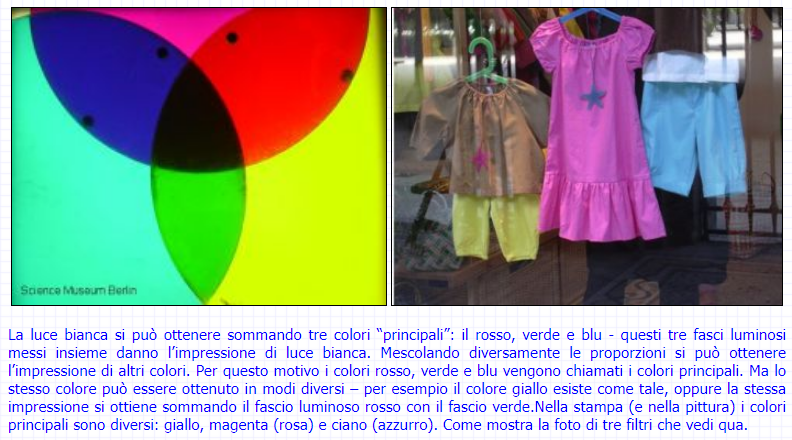 Science Museum Berlin
La luce bianca si può ottenere sommando tre colori “principali”: il rosso, verde e blu - questi tre fasci luminosi
messi insieme danno l’impressione di luce bianca. Mescolando diversamente le proporzioni si può ottenere
l’impressione di altri colori. Per questo motivo i colori rosso, verde e blu vengono chiamati i colori principali. Ma lo
stesso colore può essere ottenuto in modi diversi – per esempio il colore giallo esiste come tale, oppure la stessa
impressione si ottiene sommando il fascio luminoso rosso con il fascio verde.Nella stampa (e nella pittura) i colori
principali sono diversi: giallo, magenta (rosa) e ciano (azzurro). Come mostra la foto di tre filtri che vedi qua.